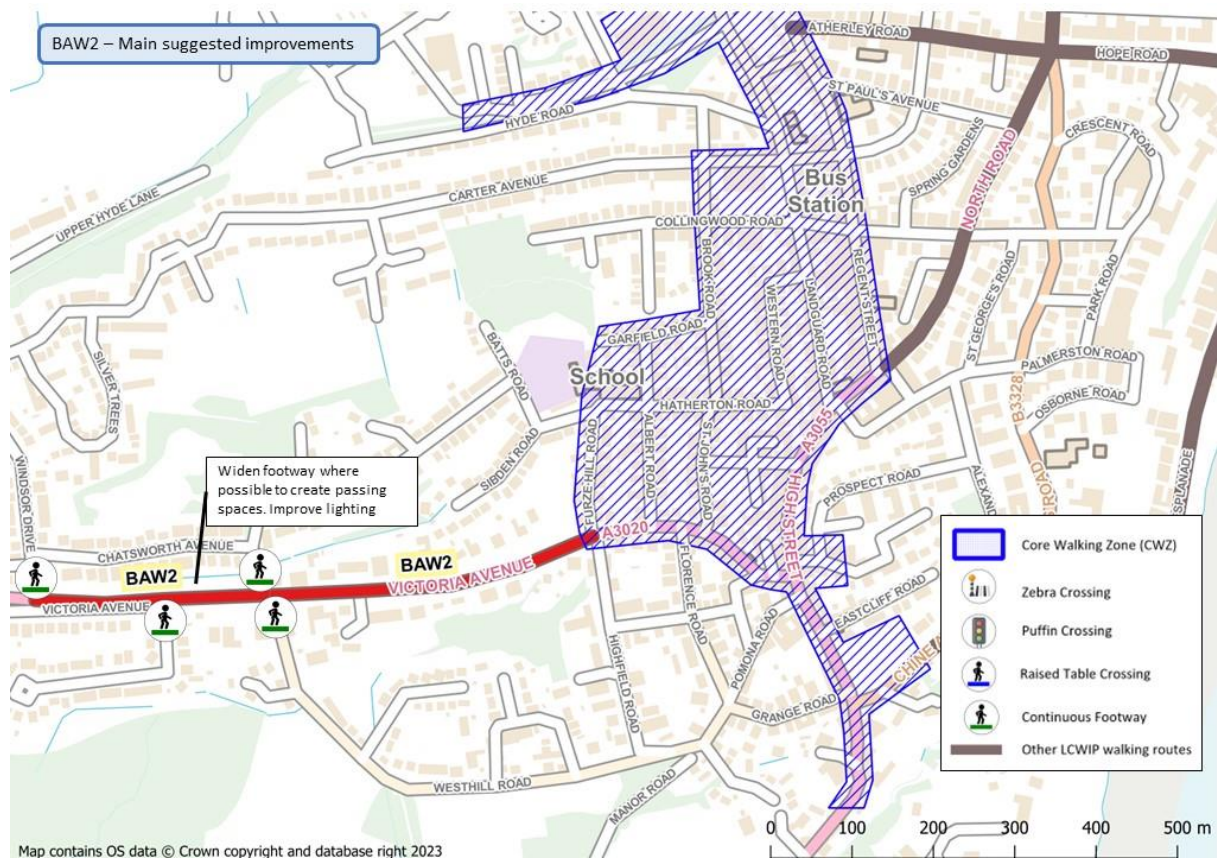 BAW2 – Main suggested improvements
ATHERLEY ROAD
HOPE ROAD
ST PAUL'S AVENUE
CRESCENT ROAD
HYDE ROAD
SPRING GARDENS
NORTH ROAD
UPPER HYDE LANE
CARTER AVENUE
Bus
Station
COLLINGWOOD ROAD
BROOK ROAD
REGENT STREET
WESTERN ROAD
LANDGUARD ROAD
ST GEORGE'S ROAD
PARK ROAD
GARFIELD ROAD
BATTS ROAD
SILVER TREES
PALMERSTON ROAD
School
HATHERTON ROAD
OSBORNE ROAD
B3328
A3055
ALBERT ROAD
ST. JOHN'S ROAD
FURZE HILL ROAD
SIBDEN ROAD
WINDSOR DRIVE
Widen footway where
possible to create passing
spaces. Improve lighting
PROSPECT ROAD
ALEXAN
T ROAD
ESPLANADE
HIGH STREET
A3020
CHATSWORTH AVENUE
BAW2
BAW2
VICTORIA AVENUE
VICTORIA AVENUE
FLORENCE ROAD
EASTCLIFF ROAD
POMONA ROAD
HIGHFIELD ROAD
CHINE A
GRANGE ROAD
WESTHILL ROAD
MANOR ROAD
Core Walking Zone (CWZ)
Zebra Crossing
Puffin Crossing
Raised Table Crossing
Continuous Footway
Other LCWIP walking routes
0 100 200 300 400 500 m
Map contains OS data © Crown copyright and database right 2023